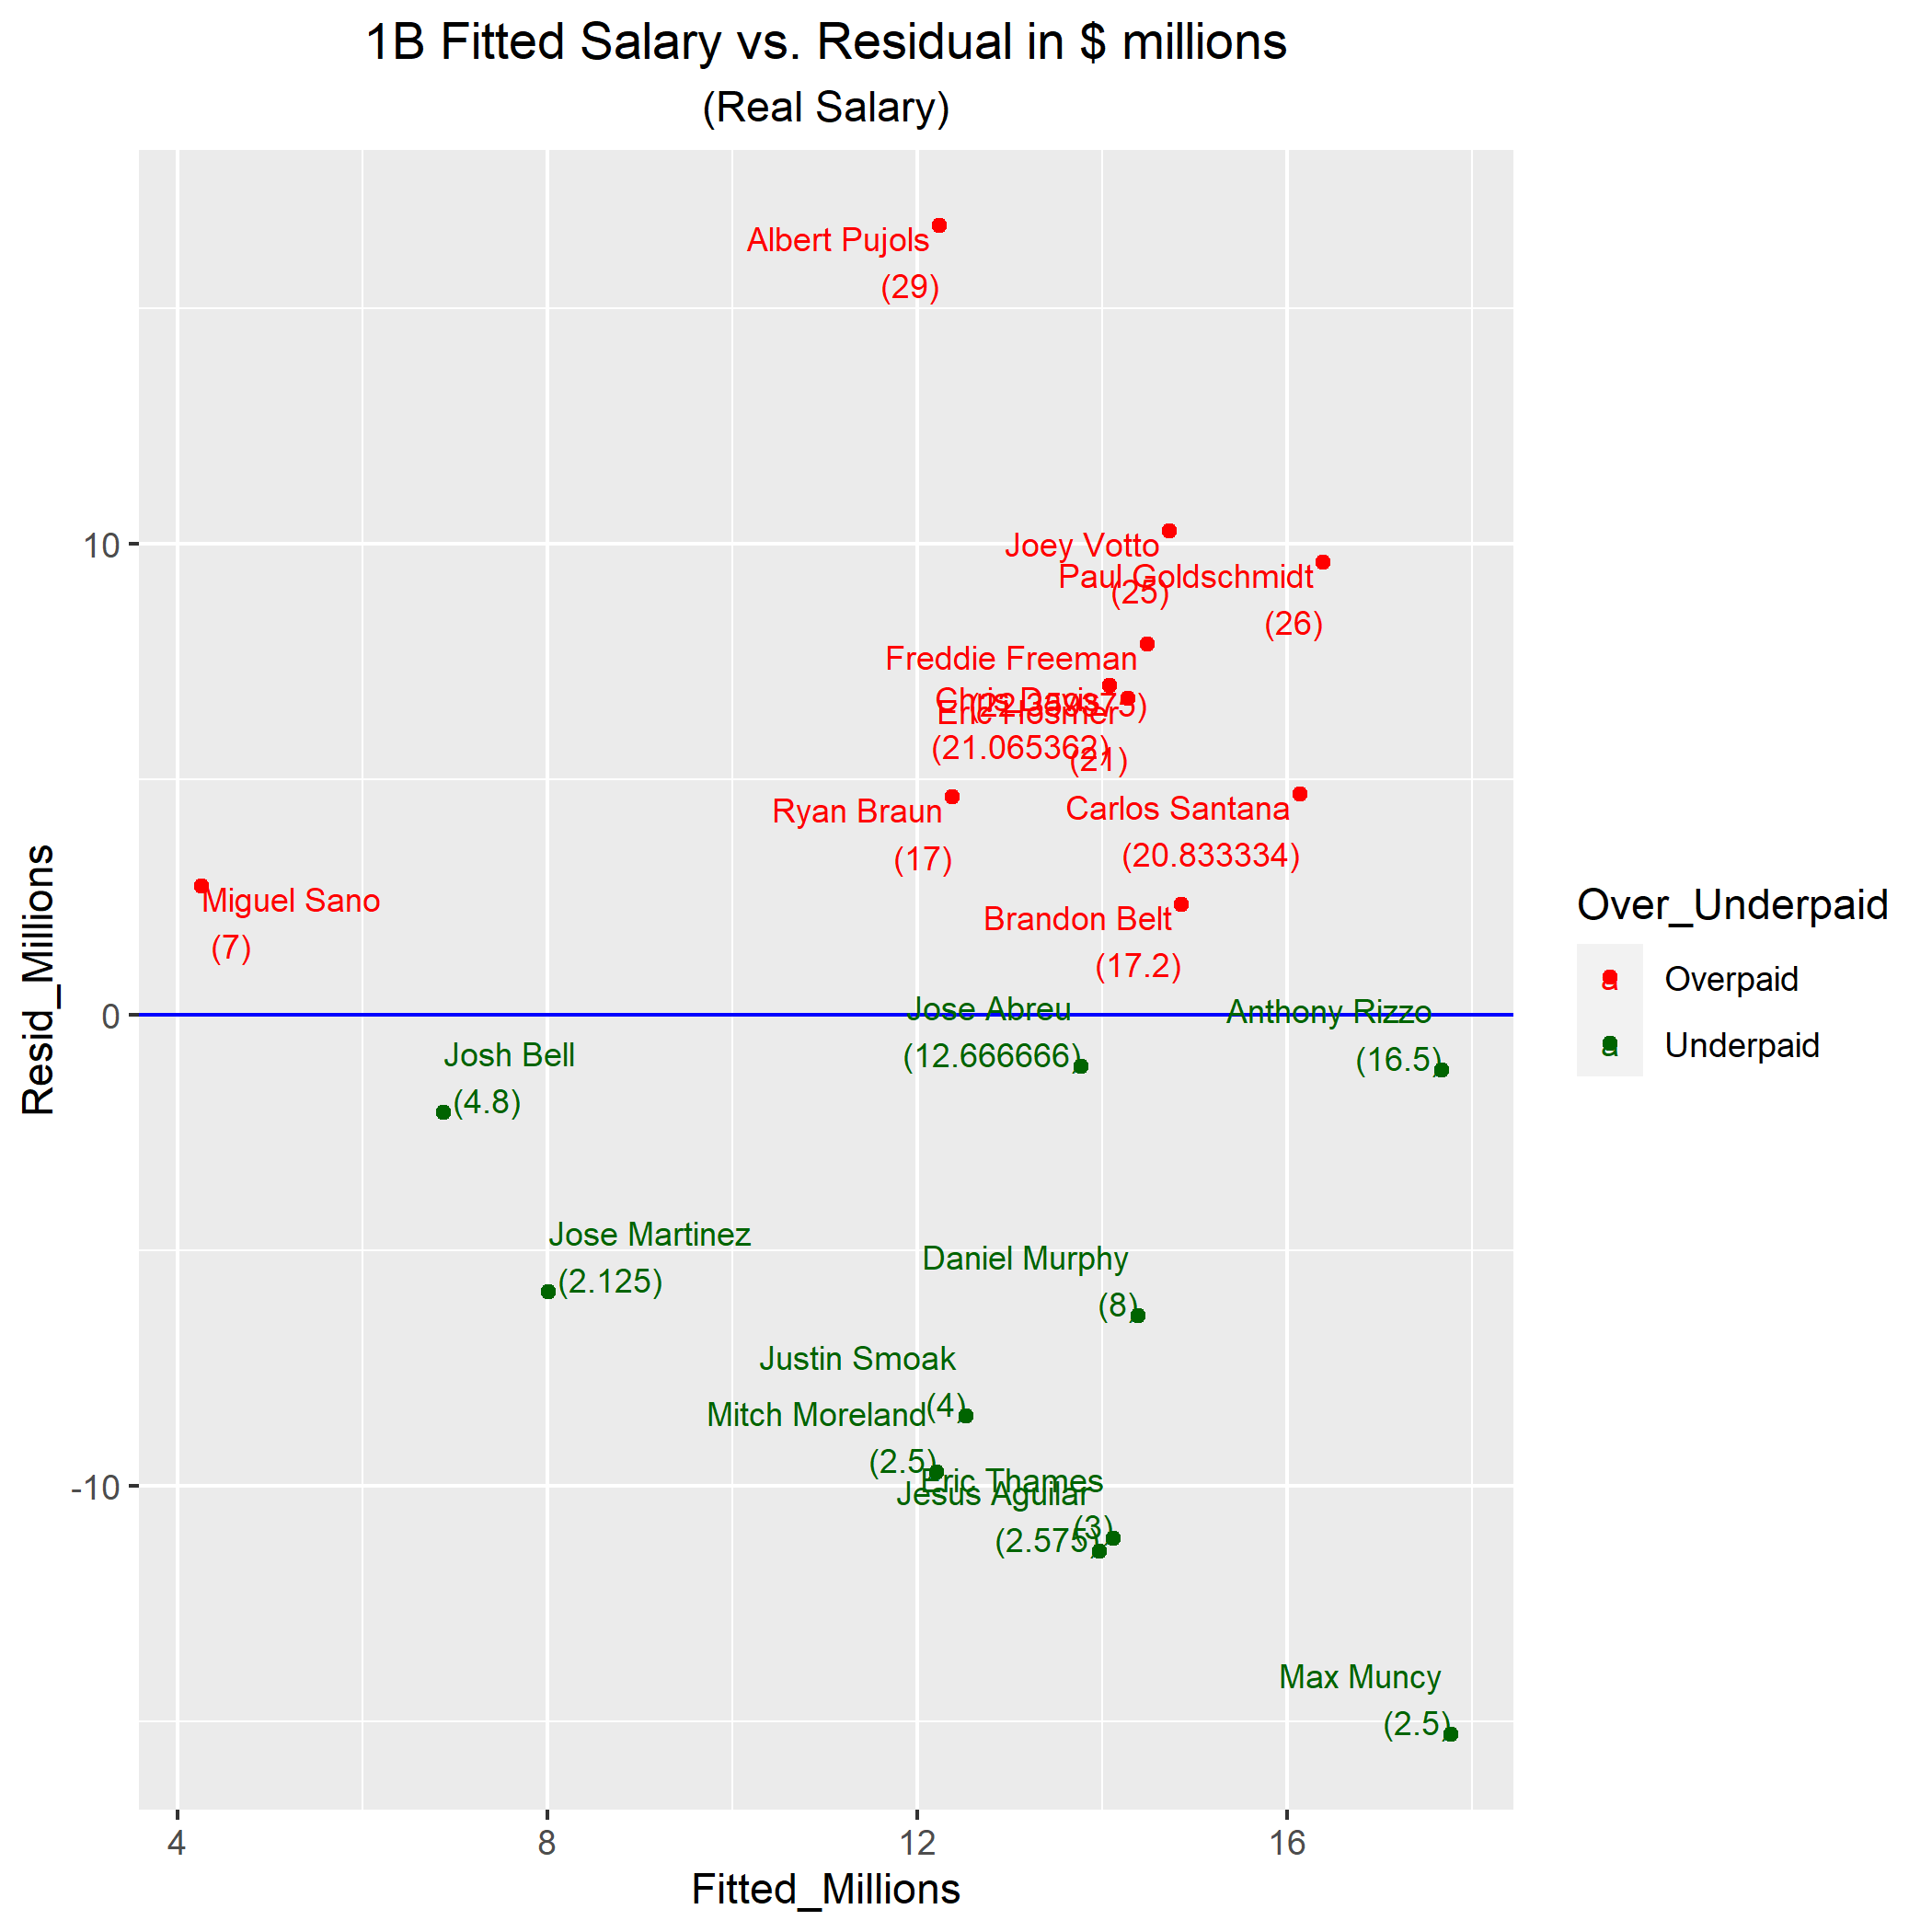 1B Fitted Salary vs. Residual in $ millions
(Real Salary)
Albert Pujols
(29)
10
Joey Votto
(25)
Paul Goldschmidt
(26)
Freddie Freeman
Chris Davis
(21.065362)
Eric Hosmer
(21)
Ryan Braun
(17)
Carlos Santana
(20.833334)
Miguel Sano
(7)
Brandon Belt
(17.2)
0
Jose Abreu
(12.666666)
Anthony Rizzo
(16.5)
Josh Bell
(4.8)
Jose Martinez
(2.125)
Daniel Murphy
(8)
Justin Smoak
(4)
Mitch Moreland
(2.5)
-10
Eric Thames
(3)
Jesus Aguilar
(2.575)
Max Muncy
(2.5)
4 8 12 16
Fitted_Millions
Resid_Millions
Over_Underpaid
a Overpaid
a Underpaid